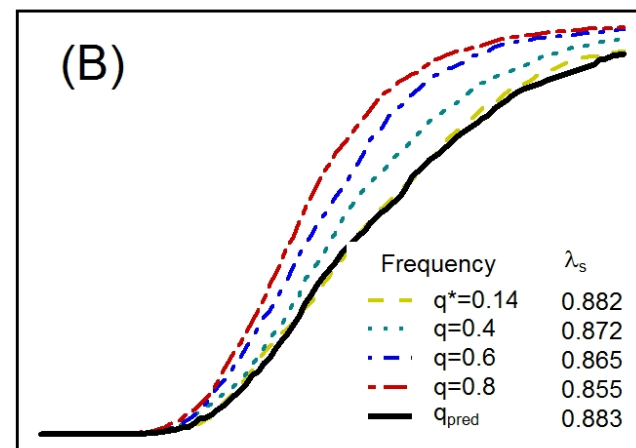 (B)
Frequency λs
q*=0.14 0.882
q=0.4 0.872
q=0.6 0.865
q=0.8 0.855
qpred 0.883